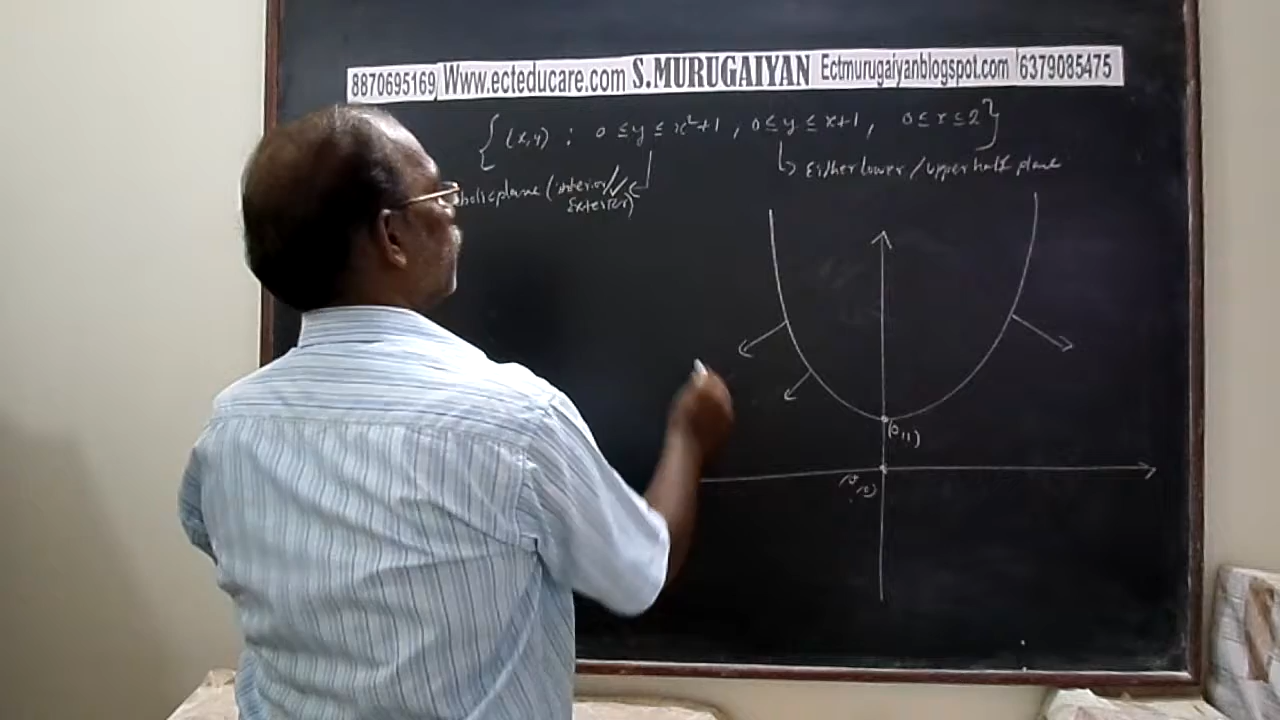 8870695169 Www.ecteducare.com S.MURUGAIYAN Ectmurugaiyanblogspot.com 6379085475
{(x,y) : 0 ≤ y ≤ x²+1, 0 ≤ y ≤ x+1, 0 ≤ x ≤ 2}
bolic plane (interior/✓
Exterior)
Either lower/upper half plane
(0,1)
(0,0)